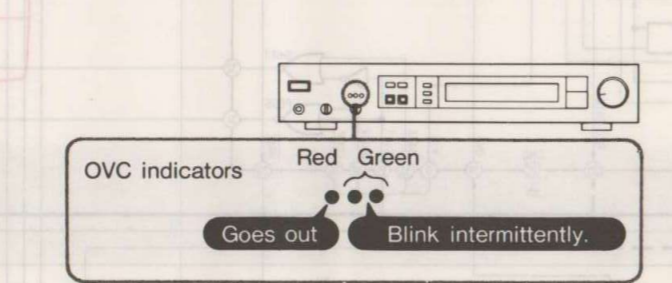 Red Green
OVC indicators
Goes out Blink intermittently.